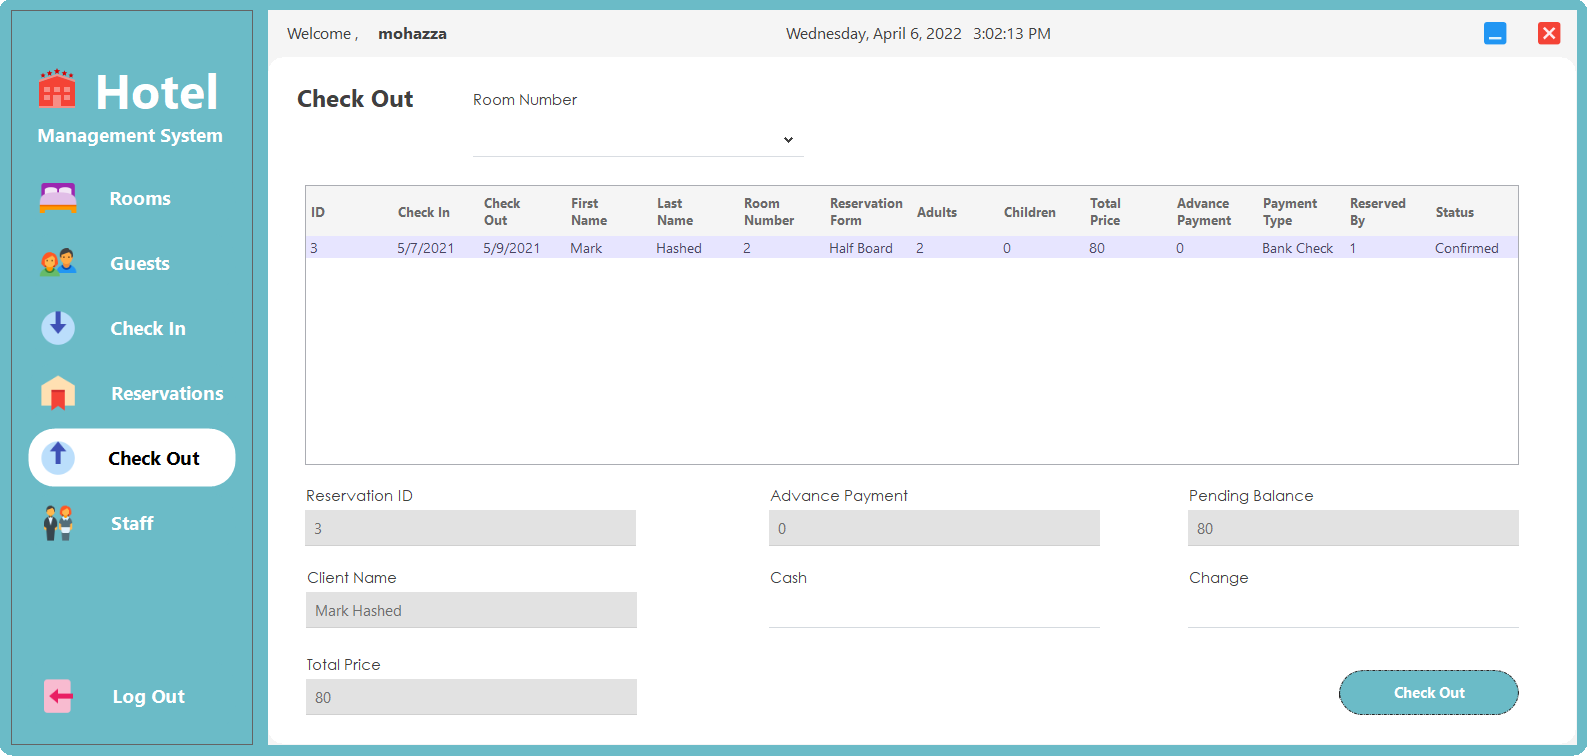 Welcome , mohazza Wednesday, April 6, 2022 3:02:13 PM
Hotel
Management System
Rooms
Guests
Check In
Reservations
Check Out
Staff
Log Out
Check Out Room Number
ID Check In Check Out First Name Last Name Room Number Reservation Form Adults Children Total Price Advance Payment Payment Type Reserved By Status
3 5/7/2021 5/9/2021 Mark Hashed 2 Half Board 2 0 80 0 Bank Check 1 Confirmed
Reservation ID Advance Payment Pending Balance
3 0 80
Client Name Cash Change
Mark Hashed
Total Price
80
Check Out